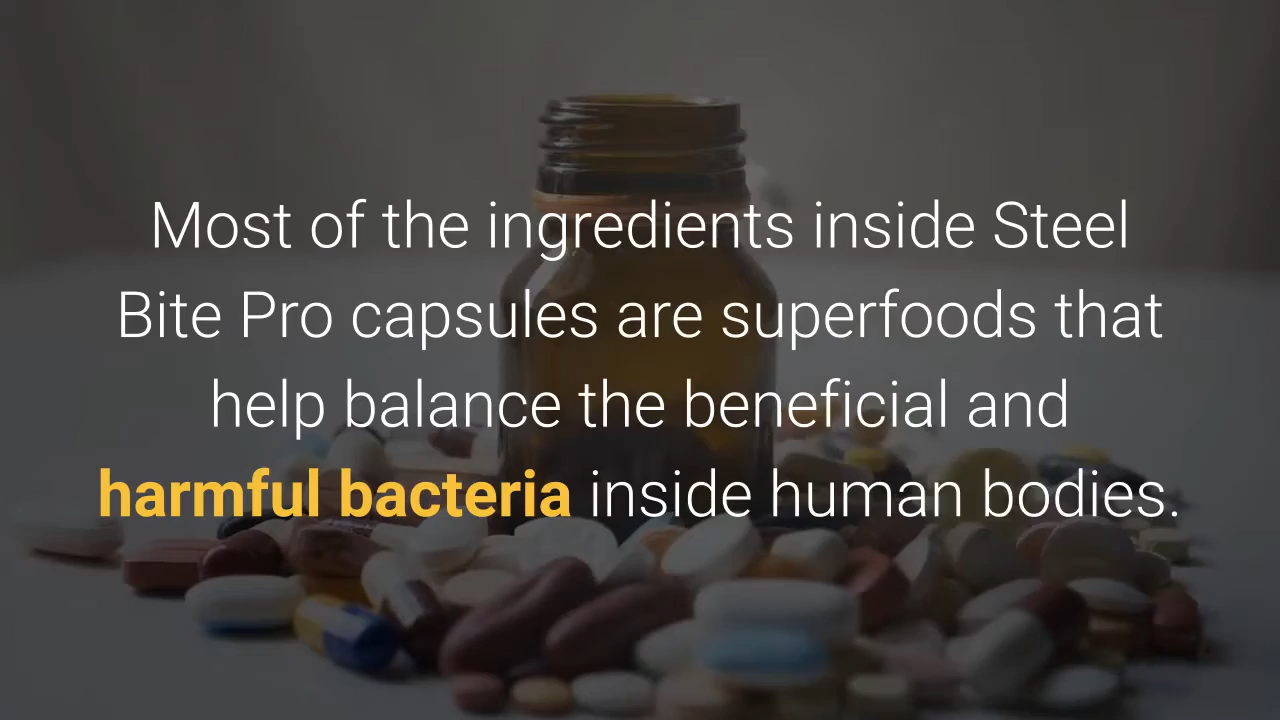 Most of the ingredients inside Steel
Bite Pro capsules are superfoods that
help balance the beneficial and
harmful bacteria inside human bodies.